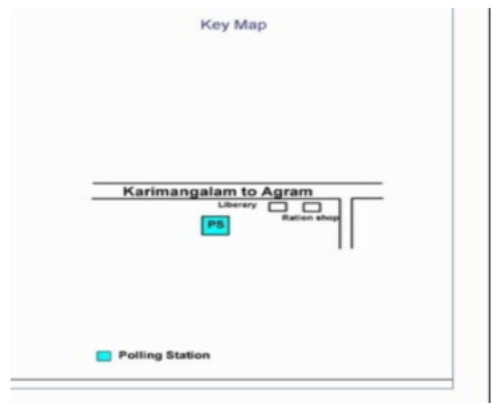 Key Map
Karimangalam to Agram
Liberary
Ration shop
PS
Polling Station